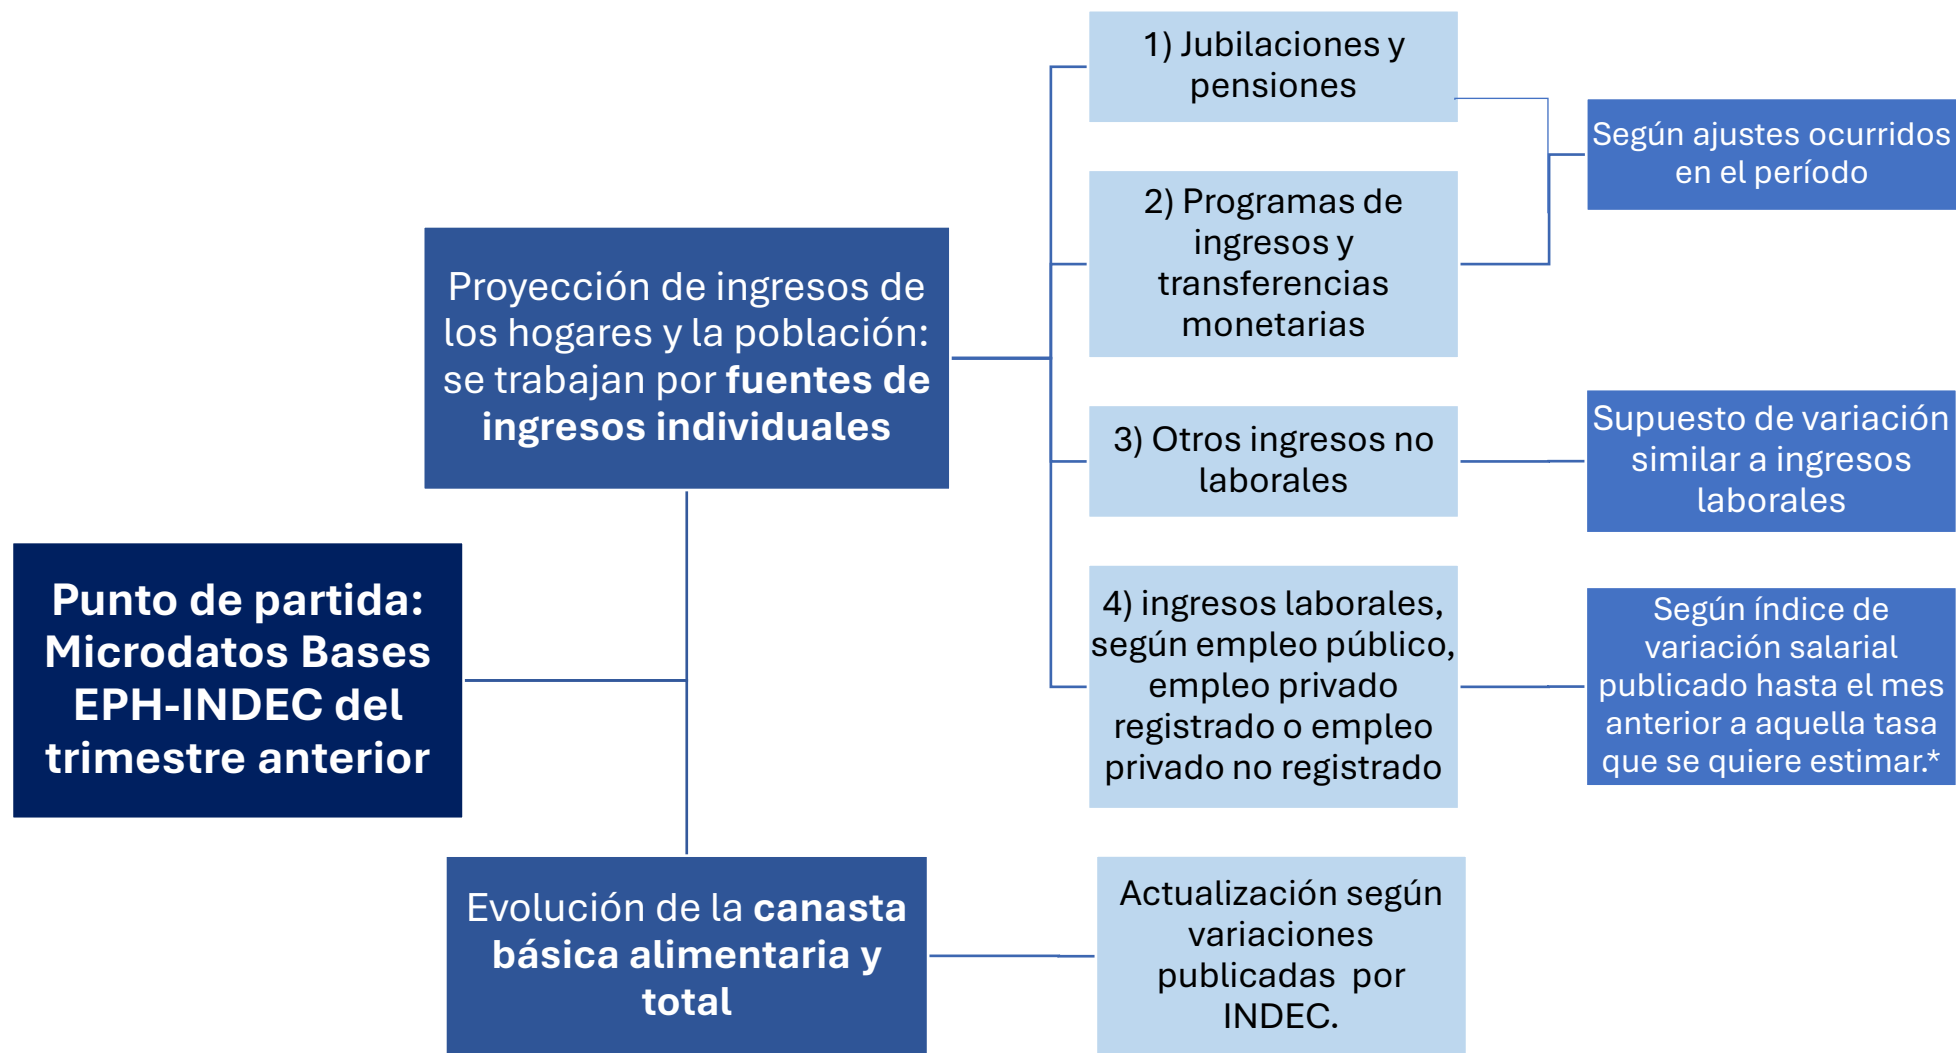 Punto de partida:
Microdatos Bases
EPH-INDEC del
trimestre anterior
Proyección de ingresos de
los hogares y la población:
se trabajan por fuentes de
ingresos individuales
1) Jubilaciones y
pensiones
2) Programas de
ingresos y
transferencias
monetarias
Según ajustes ocurridos
en el período
3) Otros ingresos no
laborales
Supuesto de variación
similar a ingresos
laborales
4) ingresos laborales,
según empleo público,
empleo privado
registrado o empleo
privado no registrado
Según índice de
variación salarial
publicado hasta el mes
anterior a aquella tasa
que se quiere estimar.*
Evolución de la canasta
básica alimentaria y
total
Actualización según
variaciones
publicadas por
INDEC.